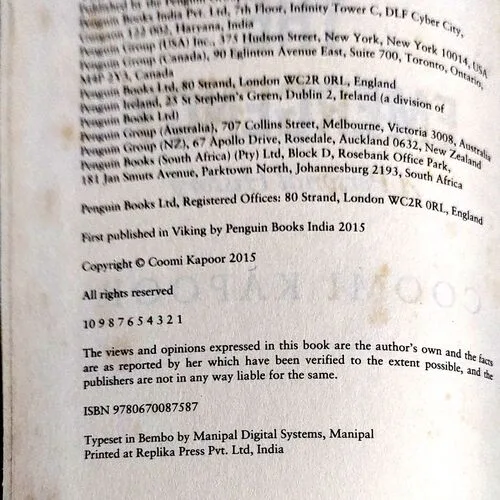 Published by the Penguin Group
Penguin Books India Pvt. Ltd, 7th Floor, Infinity Tower C, DLF Cyber City,
122 002, Haryana, India
Penguin Group (USA) Inc., 375 Hudson Street, New York, New York 10014, USA
Penguin Group (Canada), 90 Eglinton Avenue East, Suite 700, Toronto, Ontario,
M4P 2Y3, Canada
Penguin Books Ltd, 80 Strand, London WC2R 0RL, England
Penguin Ireland, 25 St Stephen's Green, Dublin 2, Ireland (a division of
Penguin Books Ltd)
Penguin Group (Australia), 707 Collins Street, Melbourne, Victoria 3008, Australia
Penguin Group (NZ), 67 Apollo Drive, Rosedale, Auckland 0632, New Zealand
Penguin Books (South Africa) (Pty) Ltd, Block D, Rosebank Office Park,
181 Jan Smuts Avenue, Parktown North, Johannesburg 2193, South Africa
Penguin Books Ltd, Registered Offices: 80 Strand, London WC2R 0RL, England
First published in Viking by Penguin Books India 2015
Copyright © Coomi Kapoor 2015
All rights reserved
10 9 8 7 6 5 4 3 2 1
The views and opinions expressed in this book are the author's own and the facts
are as reported by her which have been verified to the extent possible, and the
publishers are not in any way liable for the same.
ISBN 9780670087587
Typeset in Bembo by Manipal Digital Systems, Manipal
Printed at Replika Press Pvt. Ltd, India